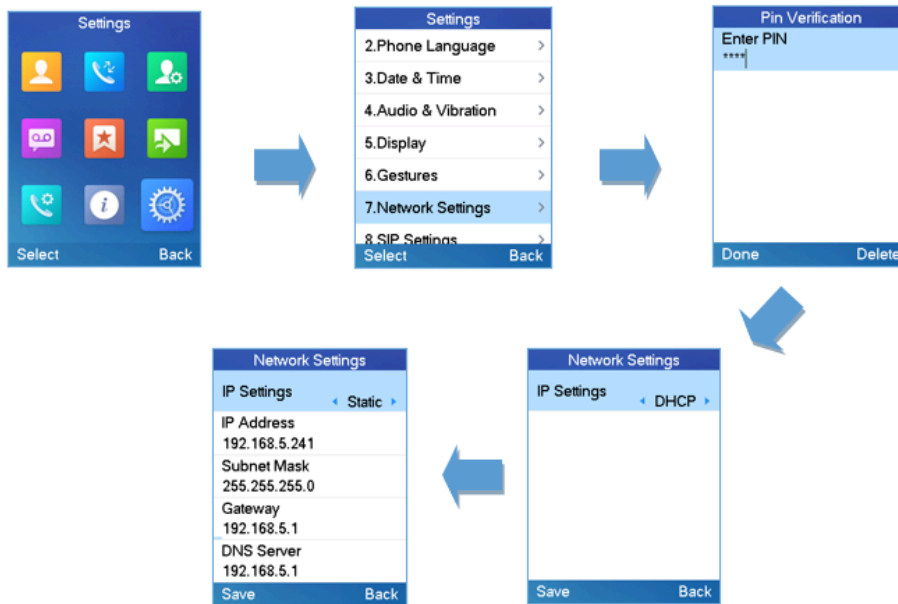 Settings
Select Back
Settings
2.Phone Language
3.Date & Time
4.Audio & Vibration
5.Display
6.Gestures
7.Network Settings
8.SIP Settings
Select Back
Pin Verification
Enter PIN
****
Done Delete
Network Settings
IP Settings
Static
IP Address
192.168.5.241
Subnet Mask
255.255.255.0
Gateway
192.168.5.1
DNS Server
192.168.5.1
Save Back
Network Settings
IP Settings
DHCP
Save Back